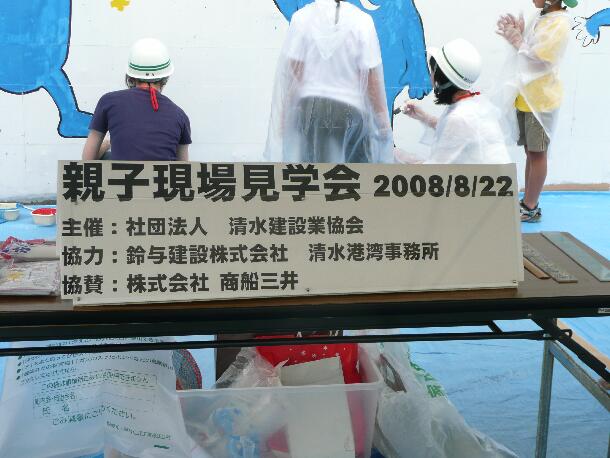 親子現場見学会 2008/8/22
主催：社団法人　清水建設業協会
協力：鈴与建設株式会社　清水港湾事務所
協賛：株式会社 商船三井
氏名